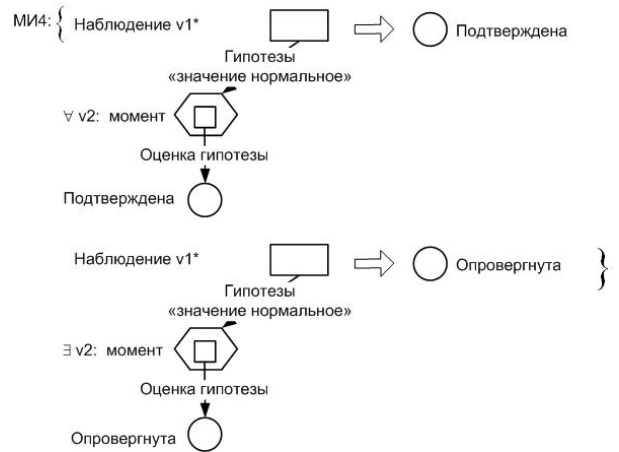 МИ4: { Наблюдение v1*
Подтверждена
Гипотезы
«значение нормальное»
∀ v2: момент
Оценка гипотезы
Подтверждена
Наблюдение v1*
Опровергнута }
Гипотезы
«значение нормальное»
∃ v2: момент
Оценка гипотезы
Опровергнута